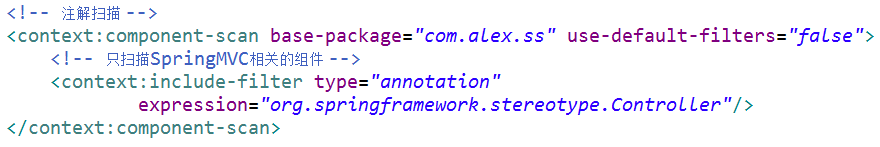 <!-- 注解扫描 -->
<context:component-scan base-package="com.alex.ss" use-default-filters="false">
<!-- 只扫描SpringMVC相关的组件 -->
<context:include-filter type="annotation"
expression="org.springframework.stereotype.Controller"/>
</context:component-scan>